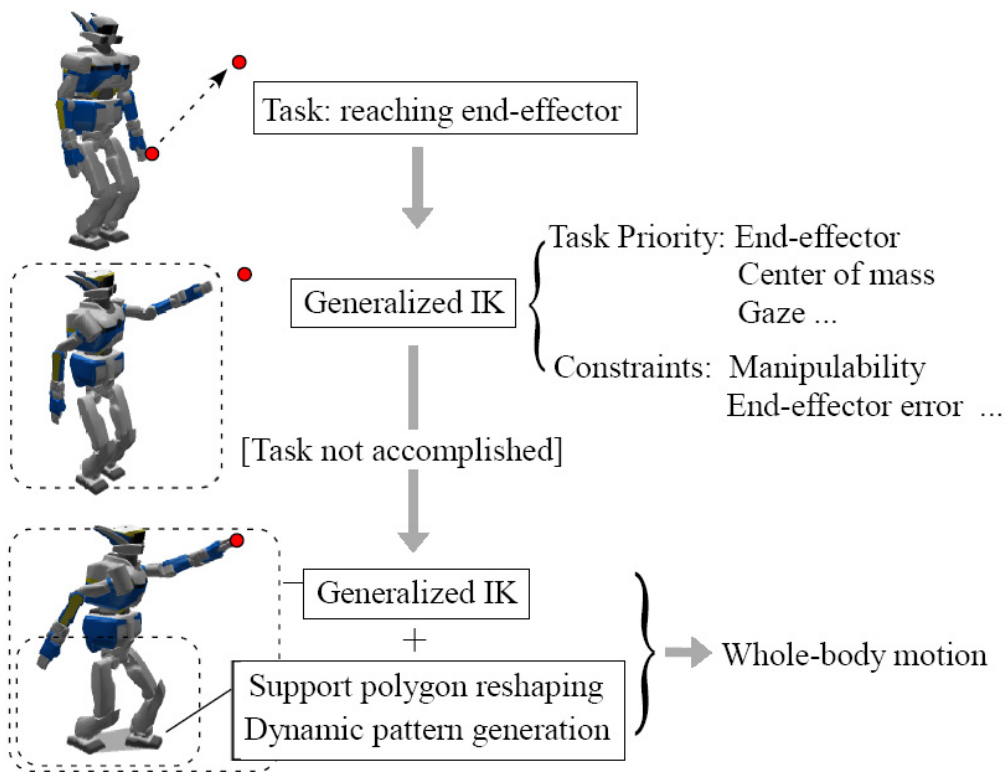 Task: reaching end-effector
Task Priority: End-effector
Center of mass
Gaze ...
Generalized IK
Constraints: Manipulability
End-effector error ...
[Task not accomplished]
Generalized IK
+
Support polygon reshaping
Dynamic pattern generation
Whole-body motion